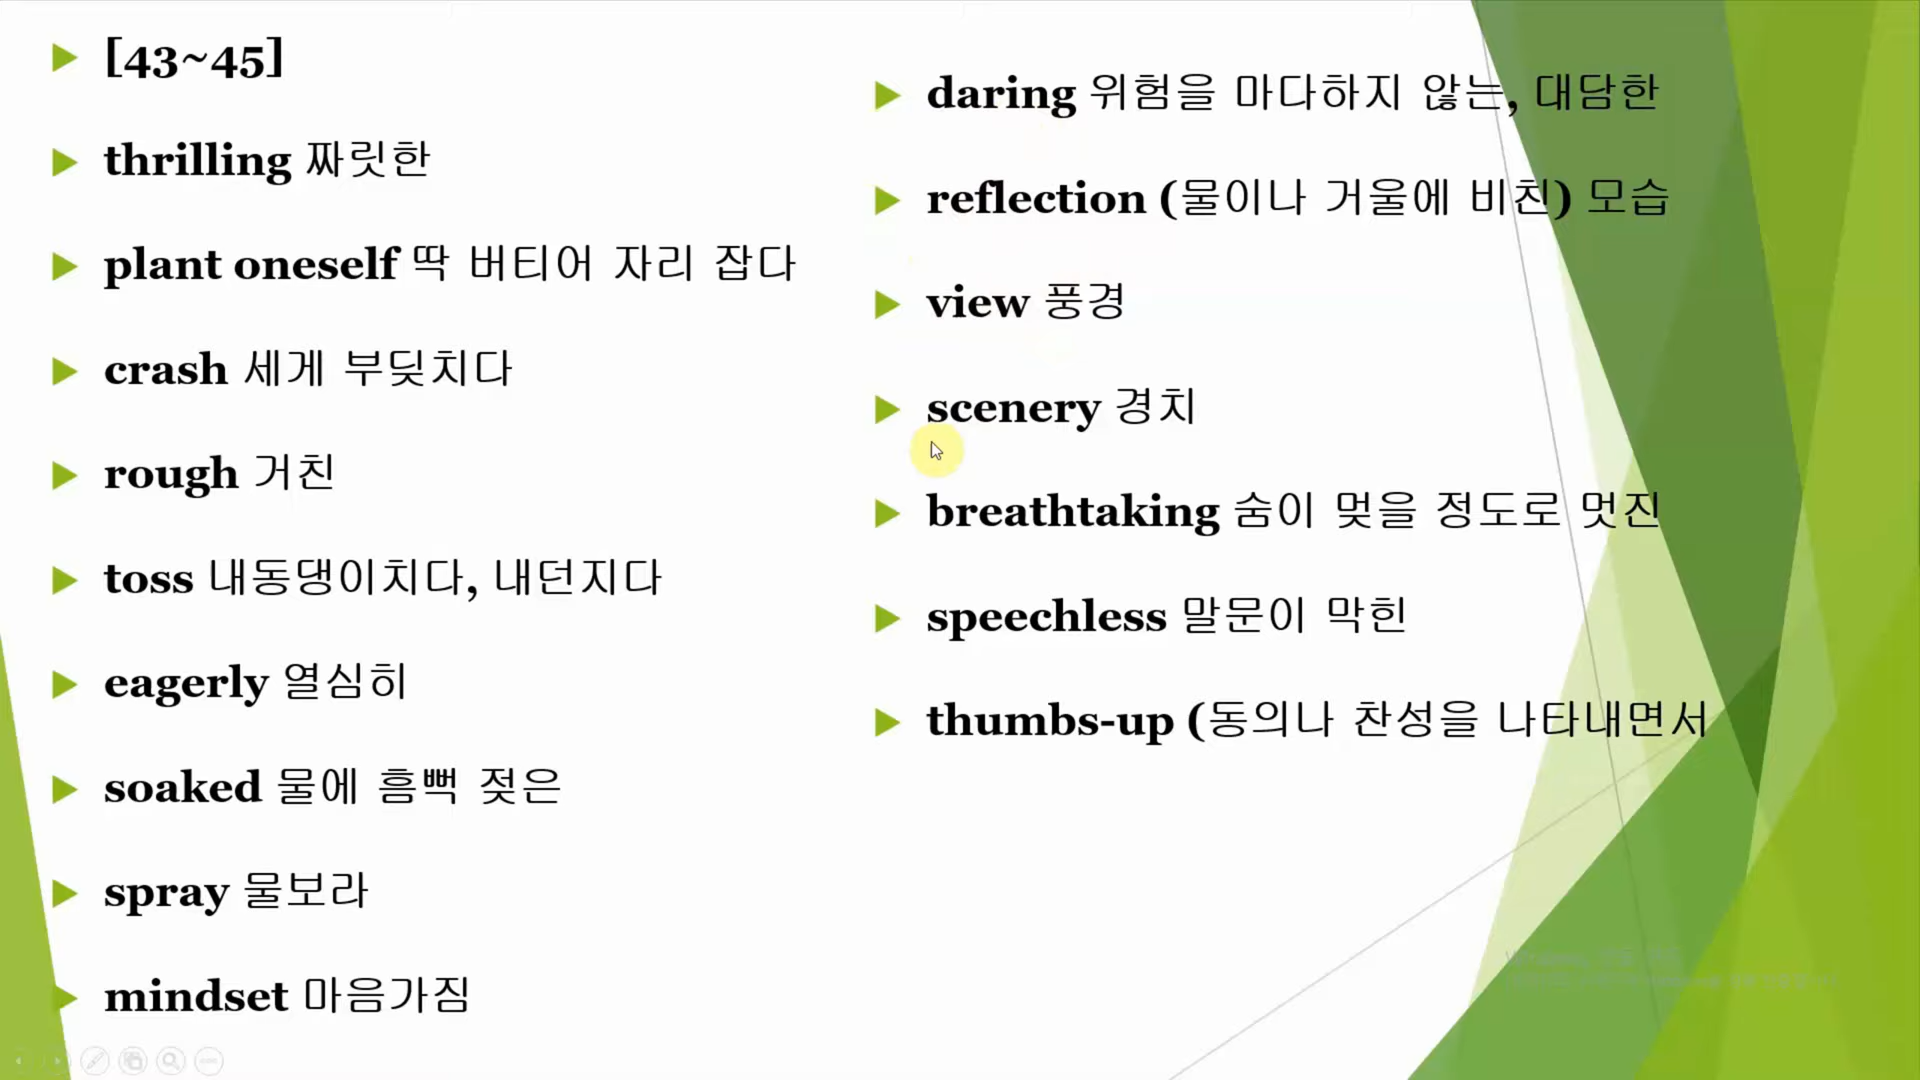 [43~45]
thrilling 짜릿한
plant oneself 딱 버티어 자리 잡다
crash 세게 부딪치다
rough 거친
toss 내동댕이치다, 내던지다
eagerly 열심히
soaked 물에 흠뻑 젖은
spray 물보라
mindset 마음가짐
daring 위험을 마다하지 않는, 대담한
reflection (물이나 거울에 비친) 모습
view 풍경
scenery 경치
breathtaking 숨이 멎을 정도로 멋진
speechless 말문이 막힌
thumbs-up (동의나 찬성을 나타내면서